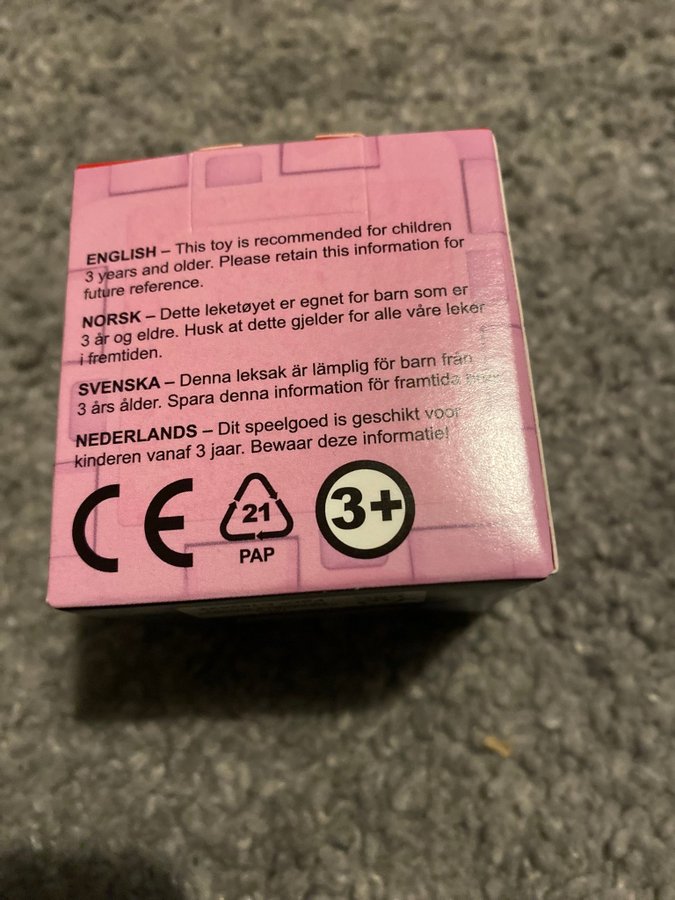 ENGLISH – This toy is recommended for children
3 years and older. Please retain this information for
future reference.
NORSK – Dette leketøyet er egnet for barn som er
3 år og eldre. Husk at dette gjelder for alle våre leker
i fremtiden.
SVENSKA – Denna leksak är lämplig för barn från
3 års ålder. Spara denna information för framtida
NEDERLANDS – Dit speelgoed is geschikt voor
kinderen vanaf 3 jaar. Bewaar deze informatie!
CE
21
PAP
3+